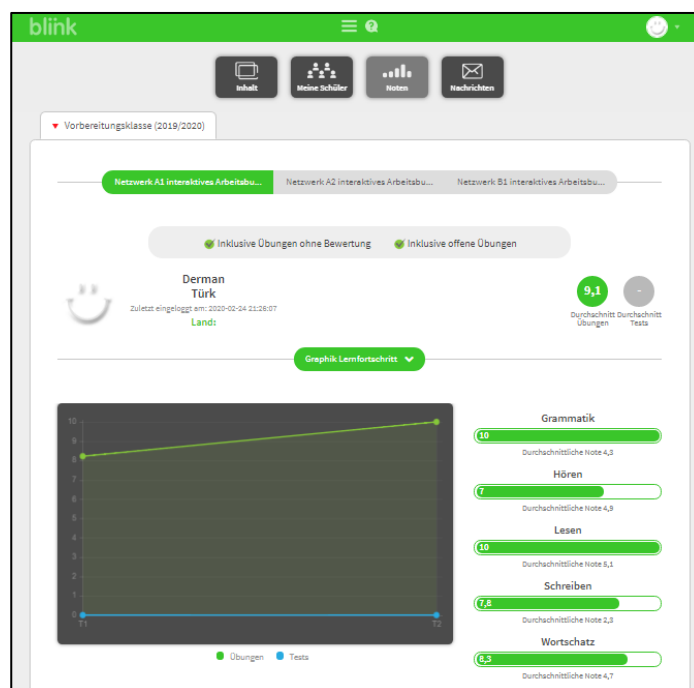 blink
Inhalt
Meine Schüler
Noten
Nachrichten
Vorbereitungsklasse (2019/2020)
Netzwerk A1 interaktives Arbeitsbu...
Netzwerk A2 interaktives Arbeitsbu...
Netzwerk B1 interaktives Arbeitsbu...
Inklusive Übungen ohne Bewertung
Inklusive offene Übungen
Derman
Türk
Zuletzt eingeloggt am: 2020-02-24 21:26:07
Land:
9,1
-
Durchschnitt
Übungen
Durchschnitt
Tests
Graphik Lernfortschritt
10
9
8
7
6
5
4
3
2
1
0
T1
T2
Übungen
Tests
Grammatik
10
Durchschnittliche Note 4,3
Hören
7
Durchschnittliche Note 4,9
Lesen
10
Durchschnittliche Note 5,1
Schreiben
7,8
Durchschnittliche Note 2,3
Wortschatz
8,3
Durchschnittliche Note 4,7